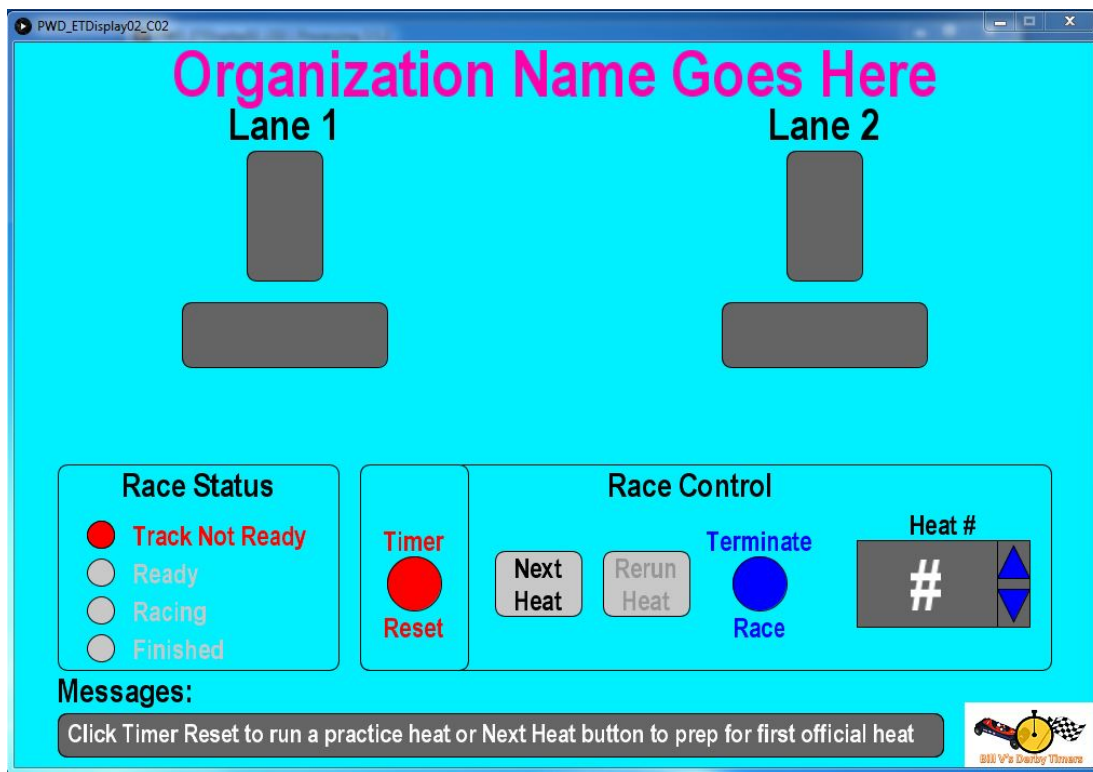 PWD_ETDisplay02_C02
Organization Name Goes Here
Lane 1
Lane 2
Race Status
Track Not Ready
Ready
Racing
Finished
Race Control
Timer
Reset
Next
Heat
Rerun
Heat
Terminate
Race
Heat #
#
Messages:
Click Timer Reset to run a practice heat or Next Heat button to prep for first official heat
Bill V's Derby Timers